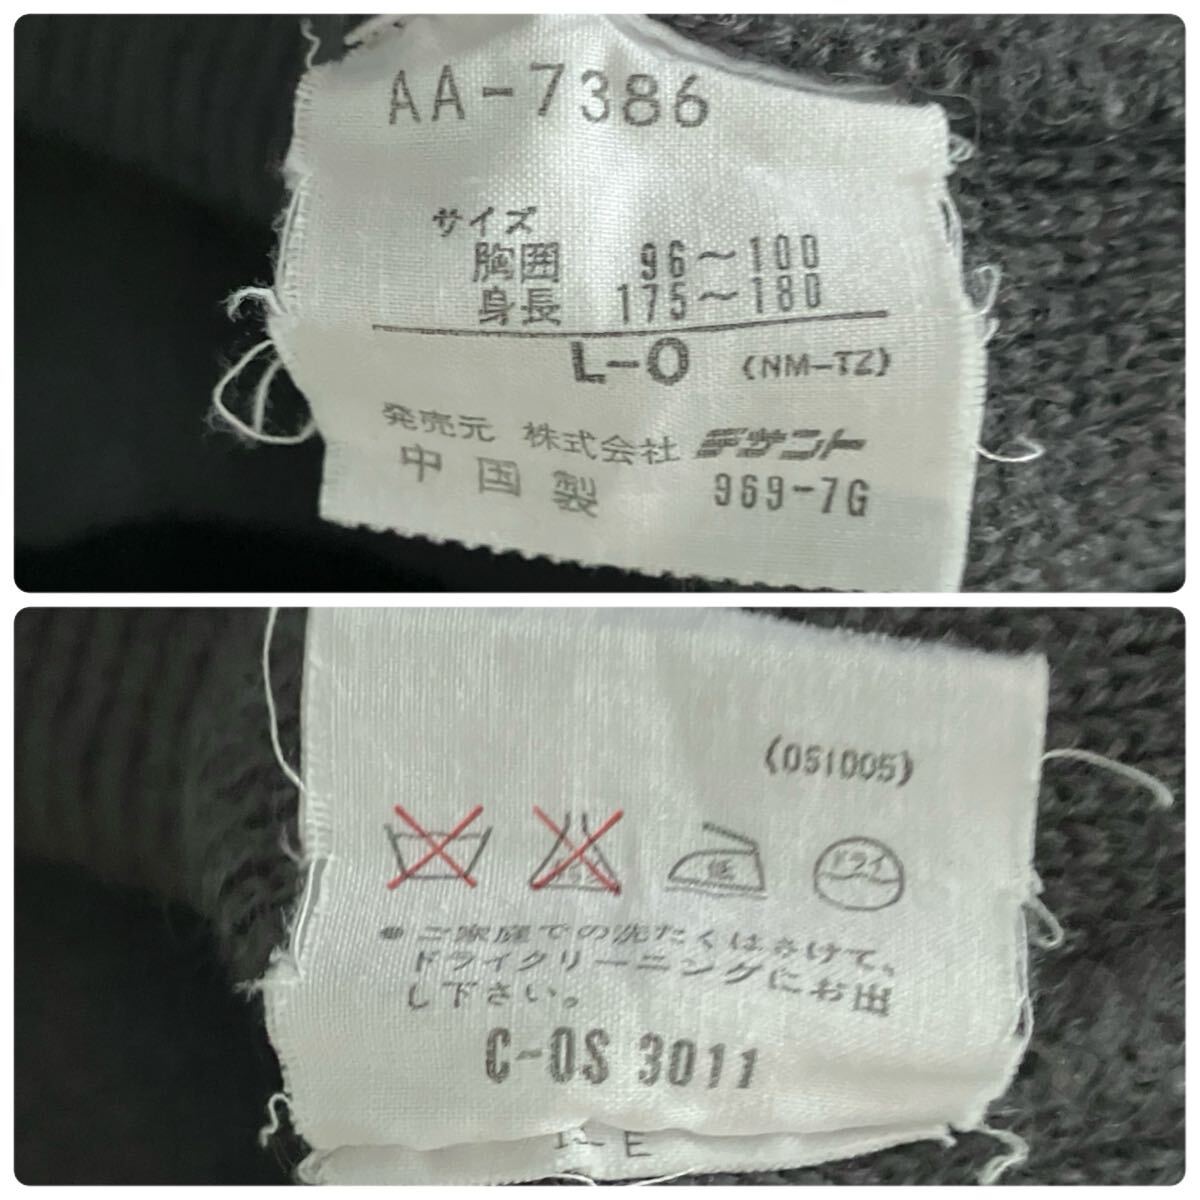 AA-7386
サイズ
胸囲 96～100
身長 175～180
L-O (NM-TZ)
発売元 株式会社 デサント
中国製 969-7G
(OS1005)
低 ドライ
● ご家庭での洗たくはさけて、
ドライクリーニングにお出
し下さい。
C-OS 3011